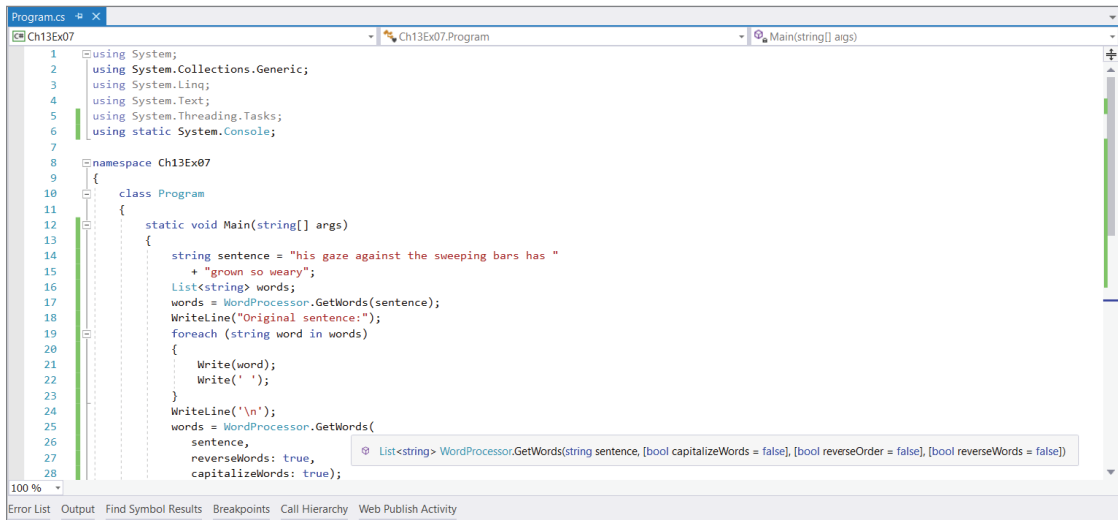 Program.cs
Ch13Ex07 Ch13Ex07.Program Main(string[] args)
1 using System;
2 using System.Collections.Generic;
3 using System.Linq;
4 using System.Text;
5 using System.Threading.Tasks;
6 using static System.Console;
7
8 namespace Ch13Ex07
9 {
10 class Program
11 {
12 static void Main(string[] args)
13 {
14 string sentence = "his gaze against the sweeping bars has "
15 + "grown so weary";
16 List<string> words;
17 words = WordProcessor.GetWords(sentence);
18 WriteLine("Original sentence:");
19 foreach (string word in words)
20 {
21 Write(word);
22 Write(' ');
23 }
24 WriteLine('\n');
25 words = WordProcessor.GetWords(
26 sentence,
List<string> WordProcessor.GetWords(string sentence, [bool capitalizeWords = false], [bool reverseOrder = false], [bool reverseWords = false])
27 reverseWords: true,
28 capitalizeWords: true);
100 %
Error List Output Find Symbol Results Breakpoints Call Hierarchy Web Publish Activity